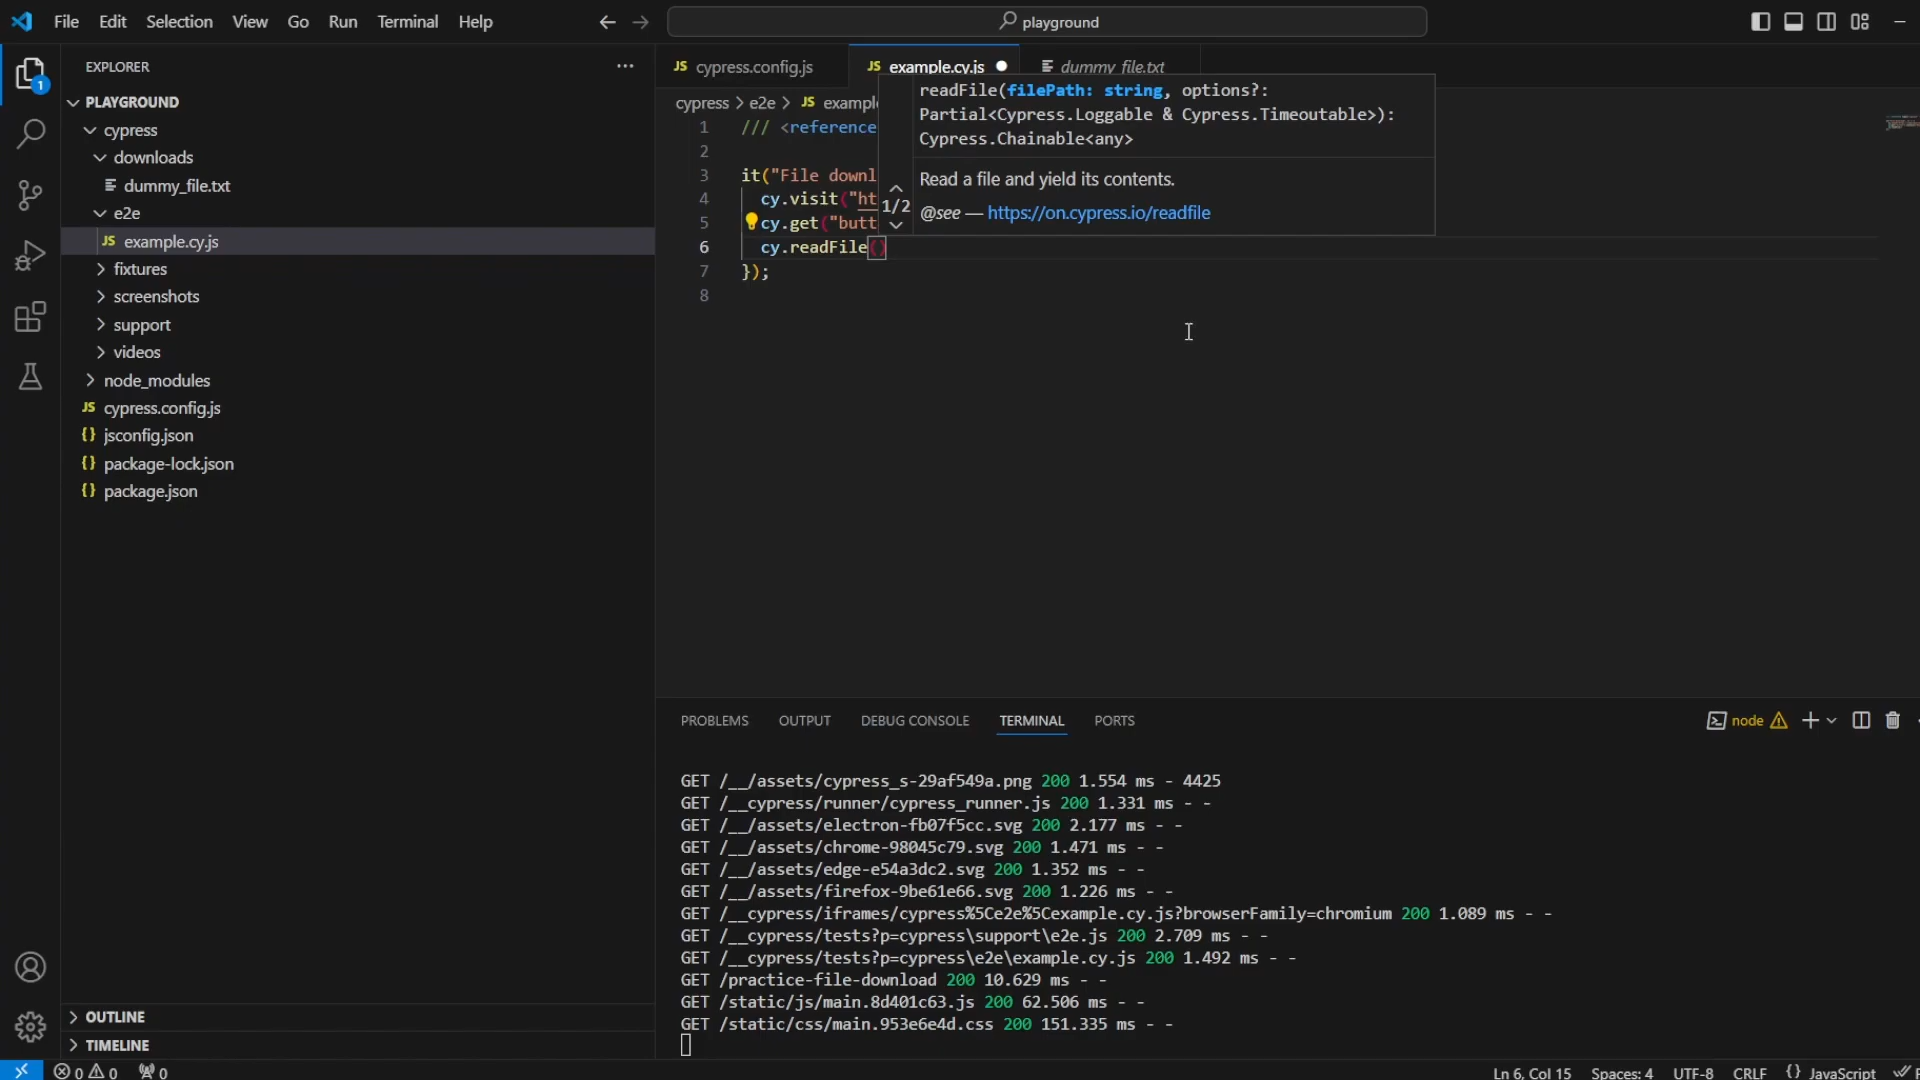 File Edit Selection View Go Run Terminal Help
playground
EXPLORER
1
PLAYGROUND
cypress
downloads
dummy_file.txt
e2e
JS example.cy.js
fixtures
screenshots
support
videos
node_modules
JS cypress.config.js
{} jsconfig.json
{} package-lock.json
{} package.json
OUTLINE
TIMELINE
JS cypress.config.js
JS example.cy.js
dummy_file.txt
cypress > e2e > JS example
readFile(filePath: string, options?:
Partial<Cypress.Loggable & Cypress.Timeoutable>):
Cypress.Chainable<any>
1/2
Read a file and yield its contents.
@see — https://on.cypress.io/readfile
1 /// <reference
2
3 it("File downl
4 cy.visit("ht
5 cy.get("butt
6 cy.readFile()
7 });
8
PROBLEMS OUTPUT DEBUG CONSOLE TERMINAL PORTS
node
GET /__/assets/cypress_s-29af549a.png 200 1.554 ms - 4425
GET /__cypress/runner/cypress_runner.js 200 1.331 ms - -
GET /__/assets/electron-fb07f5cc.svg 200 2.177 ms - -
GET /__/assets/chrome-98045c79.svg 200 1.471 ms - -
GET /__/assets/edge-e54a3dc2.svg 200 1.352 ms - -
GET /__/assets/firefox-9be61e66.svg 200 1.226 ms - -
GET /__cypress/iframes/cypress%5Ce2e%5Cexample.cy.js?browserFamily=chromium 200 1.089 ms - -
GET /__cypress/tests?p=cypress\support\e2e.js 200 2.709 ms - -
GET /__cypress/tests?p=cypress\e2e\example.cy.js 200 1.492 ms - -
GET /practice-file-download 200 10.629 ms - -
GET /static/js/main.8d401c63.js 200 62.506 ms - -
GET /static/css/main.953e6e4d.css 200 151.335 ms - -
0 0 0
Ln 6, Col 15 Spaces: 4 UTF-8 CRLF {} JavaScript